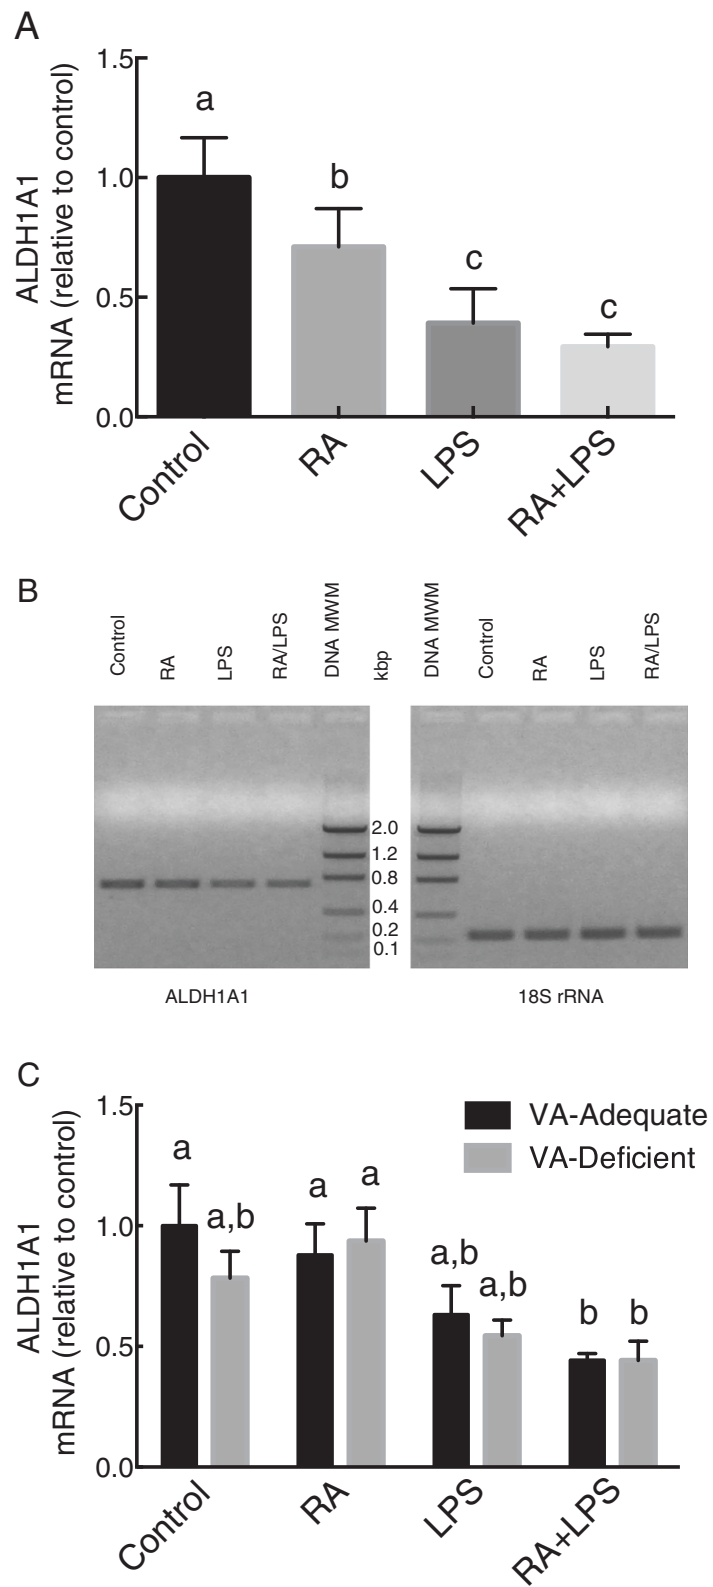 A
ALDH1A1
mRNA (relative to control)
1.5
1.0
0.5
0.0
a
b
c
c
Control
RA
LPS
RA+LPS
B
Control
RA
LPS
RA/LPS
DNA MWM
kbp
DNA MWM
Control
RA
LPS
RA/LPS
2.0
1.2
0.8
0.4
0.2
0.1
ALDH1A1
18S rRNA
C
ALDH1A1
mRNA (relative to control)
1.5
1.0
0.5
0.0
VA-Adequate
VA-Deficient
a
a,b
a
a
a,b
a,b
b
b
Control
RA
LPS
RA+LPS